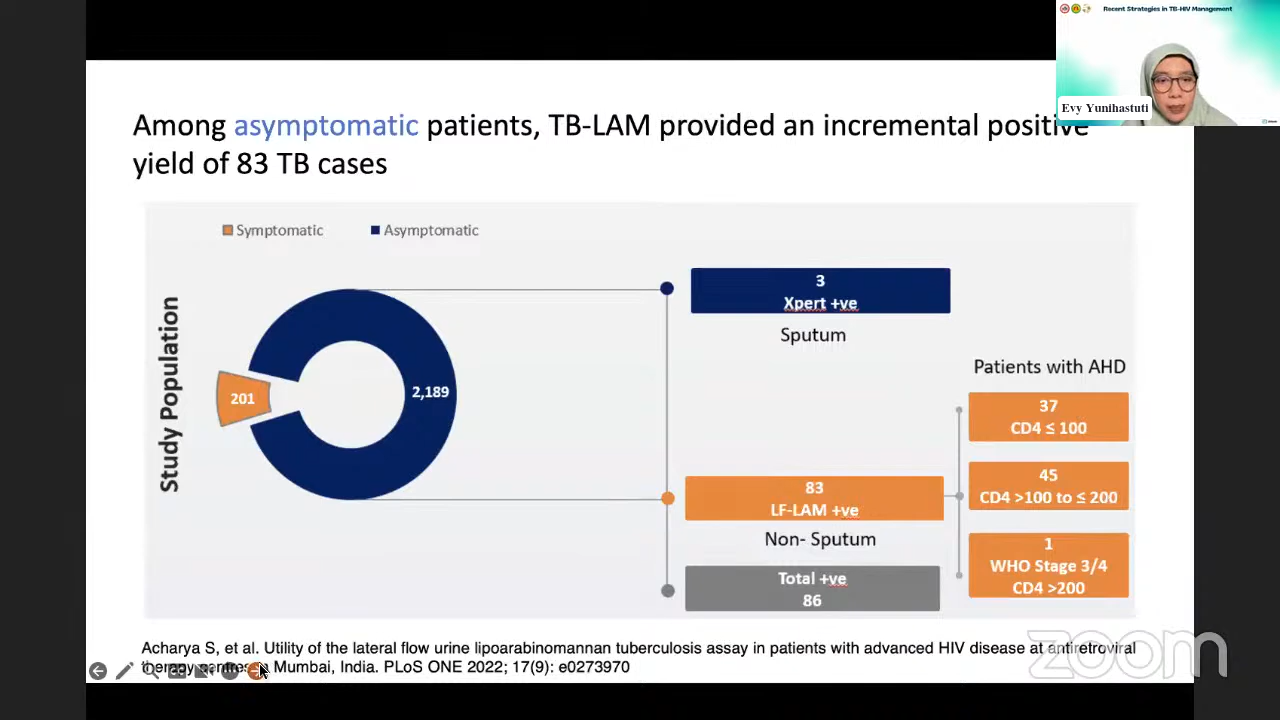 Recent Strategies in TB-HIV Management
Evy Yunihastuti
Among asymptomatic patients, TB-LAM provided an incremental positive
yield of 83 TB cases
Symptomatic
Asymptomatic
Study Population
201
2,189
3
Xpert +ve
Sputum
83
LF-LAM +ve
Non- Sputum
Total +ve
86
Patients with AHD
37
CD4 ≤ 100
45
CD4 >100 to ≤ 200
1
WHO Stage 3/4
CD4 >200
Acharya S, et al. Utility of the lateral flow urine lipoarabinomannan tuberculosis assay in patients with advanced HIV disease at antiretroviral
therapy centres in Mumbai, India. PLoS ONE 2022; 17(9): e0273970
zoom